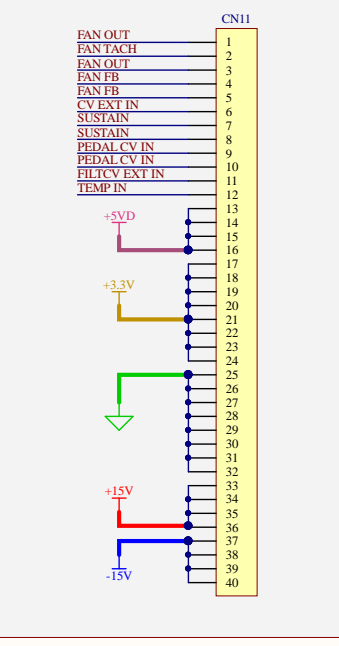 CN11
FAN OUT 1
FAN TACH 2
FAN OUT 3
FAN FB 4
FAN FB 5
CV EXT IN 6
SUSTAIN 7
SUSTAIN 8
PEDAL CV IN 9
PEDAL CV IN 10
FILTCV EXT IN 11
TEMP IN 12
13
+5VD 14
15
16
17
18
+3.3V 19
20
21
22
23
24
25
26
27
28
29
30
31
32
+15V 33
34
35
36
37
38
-15V 39
40